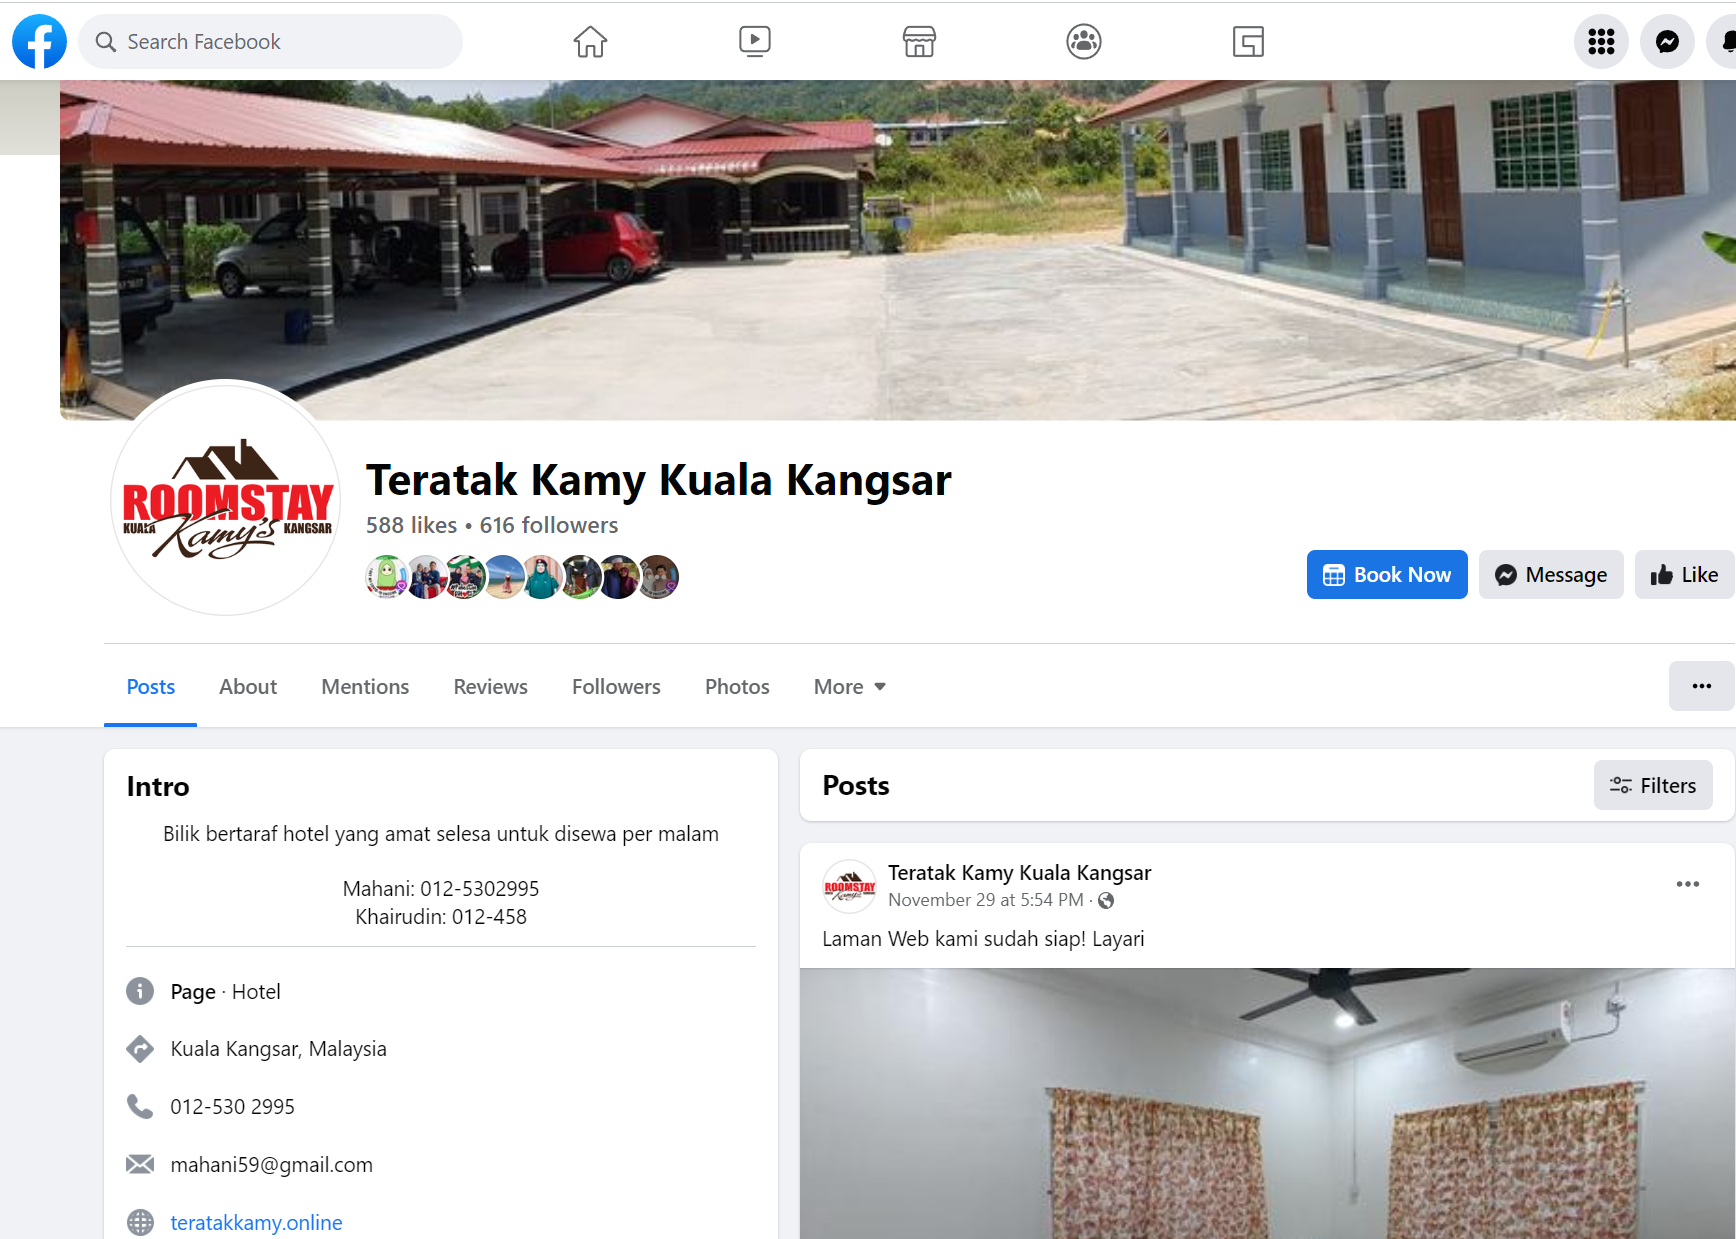 Search Facebook
ROOMSTAY
KUALA Kamy's KANGSAR
Teratak Kamy Kuala Kangsar
588 likes • 616 followers
Book Now
Message
Like
Posts
About
Mentions
Reviews
Followers
Photos
More
Intro
Bilik bertaraf hotel yang amat selesa untuk disewa per malam
Mahani: 012-5302995
Khairudin: 012-458
Page · Hotel
Kuala Kangsar, Malaysia
012-530 2995
mahani59@gmail.com
teratakkamy.online
Posts
Filters
ROOMSTAY
Kamy's
Teratak Kamy Kuala Kangsar
November 29 at 5:54 PM ·
Laman Web kami sudah siap! Layari